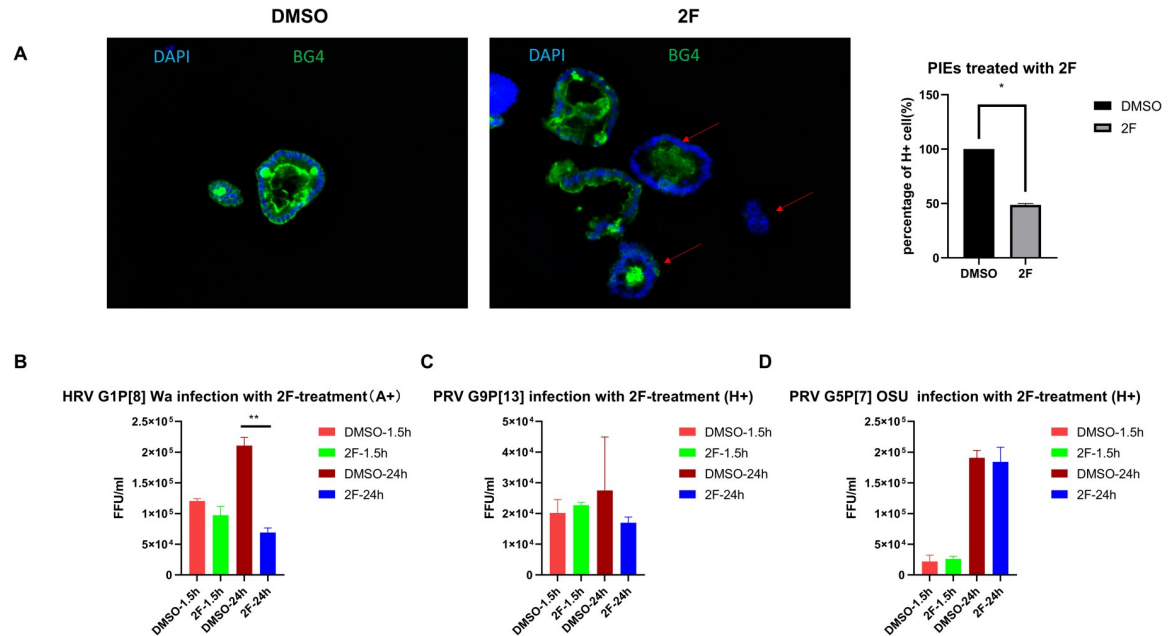 DMSO
2F
A
DAPI
BG4
DAPI
BG4
PIEs treated with 2F
percentage of H+ cell(%)
150
100
50
0
*
DMSO
2F
DMSO
2F
B
HRV G1P[8] Wa infection with 2F-treatment（A+）
FFU/ml
2.5×10⁵
2×10⁵
1.5×10⁵
1×10⁵
5×10⁴
0
**
DMSO-1.5h
2F-1.5h
DMSO-24h
2F-24h
DMSO-1.5h
2F-1.5h
DMSO-24h
2F-24h
C
PRV G9P[13] infection with 2F-treatment (H+)
FFU/ml
5×10⁴
4×10⁴
3×10⁴
2×10⁴
1×10⁴
0
DMSO-1.5h
2F-1.5h
DMSO-24h
2F-24h
DMSO-1.5h
2F-1.5h
DMSO-24h
2F-24h
D
PRV G5P[7] OSU infection with 2F-treatment (H+)
FFU/ml
2.5×10⁵
2×10⁵
1.5×10⁵
1×10⁵
5×10⁴
0
DMSO-1.5h
2F-1.5h
DMSO-24h
2F-24h
DMSO-1.5h
2F-1.5h
DMSO-24h
2F-24h